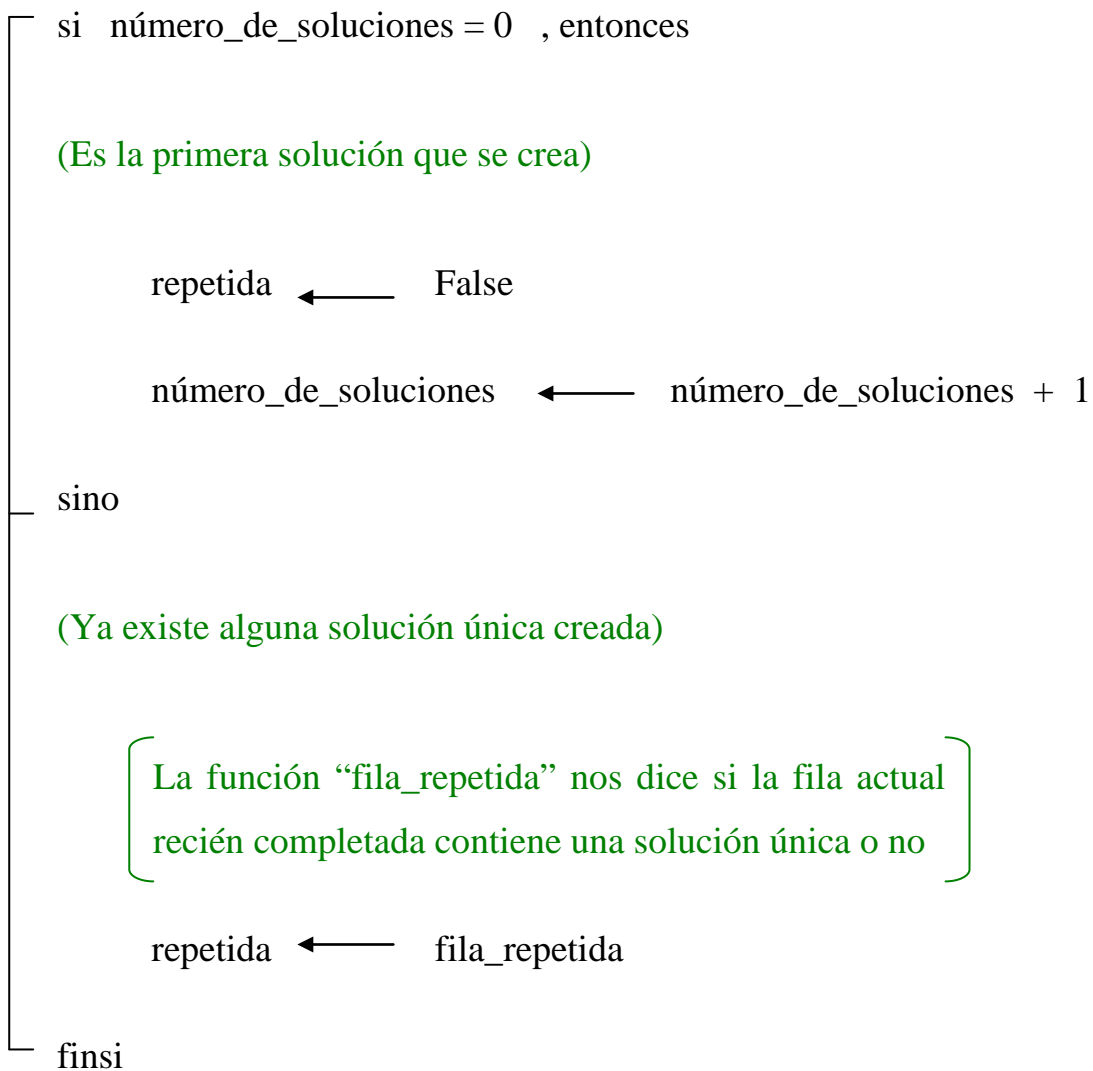 si número_de_soluciones = 0 , entonces
(Es la primera solución que se crea)
repetida ← False
número_de_soluciones ← número_de_soluciones + 1
sino
(Ya existe alguna solución única creada)
La función “fila_repetida” nos dice si la fila actual
recién completada contiene una solución única o no
repetida ← fila_repetida
finsi